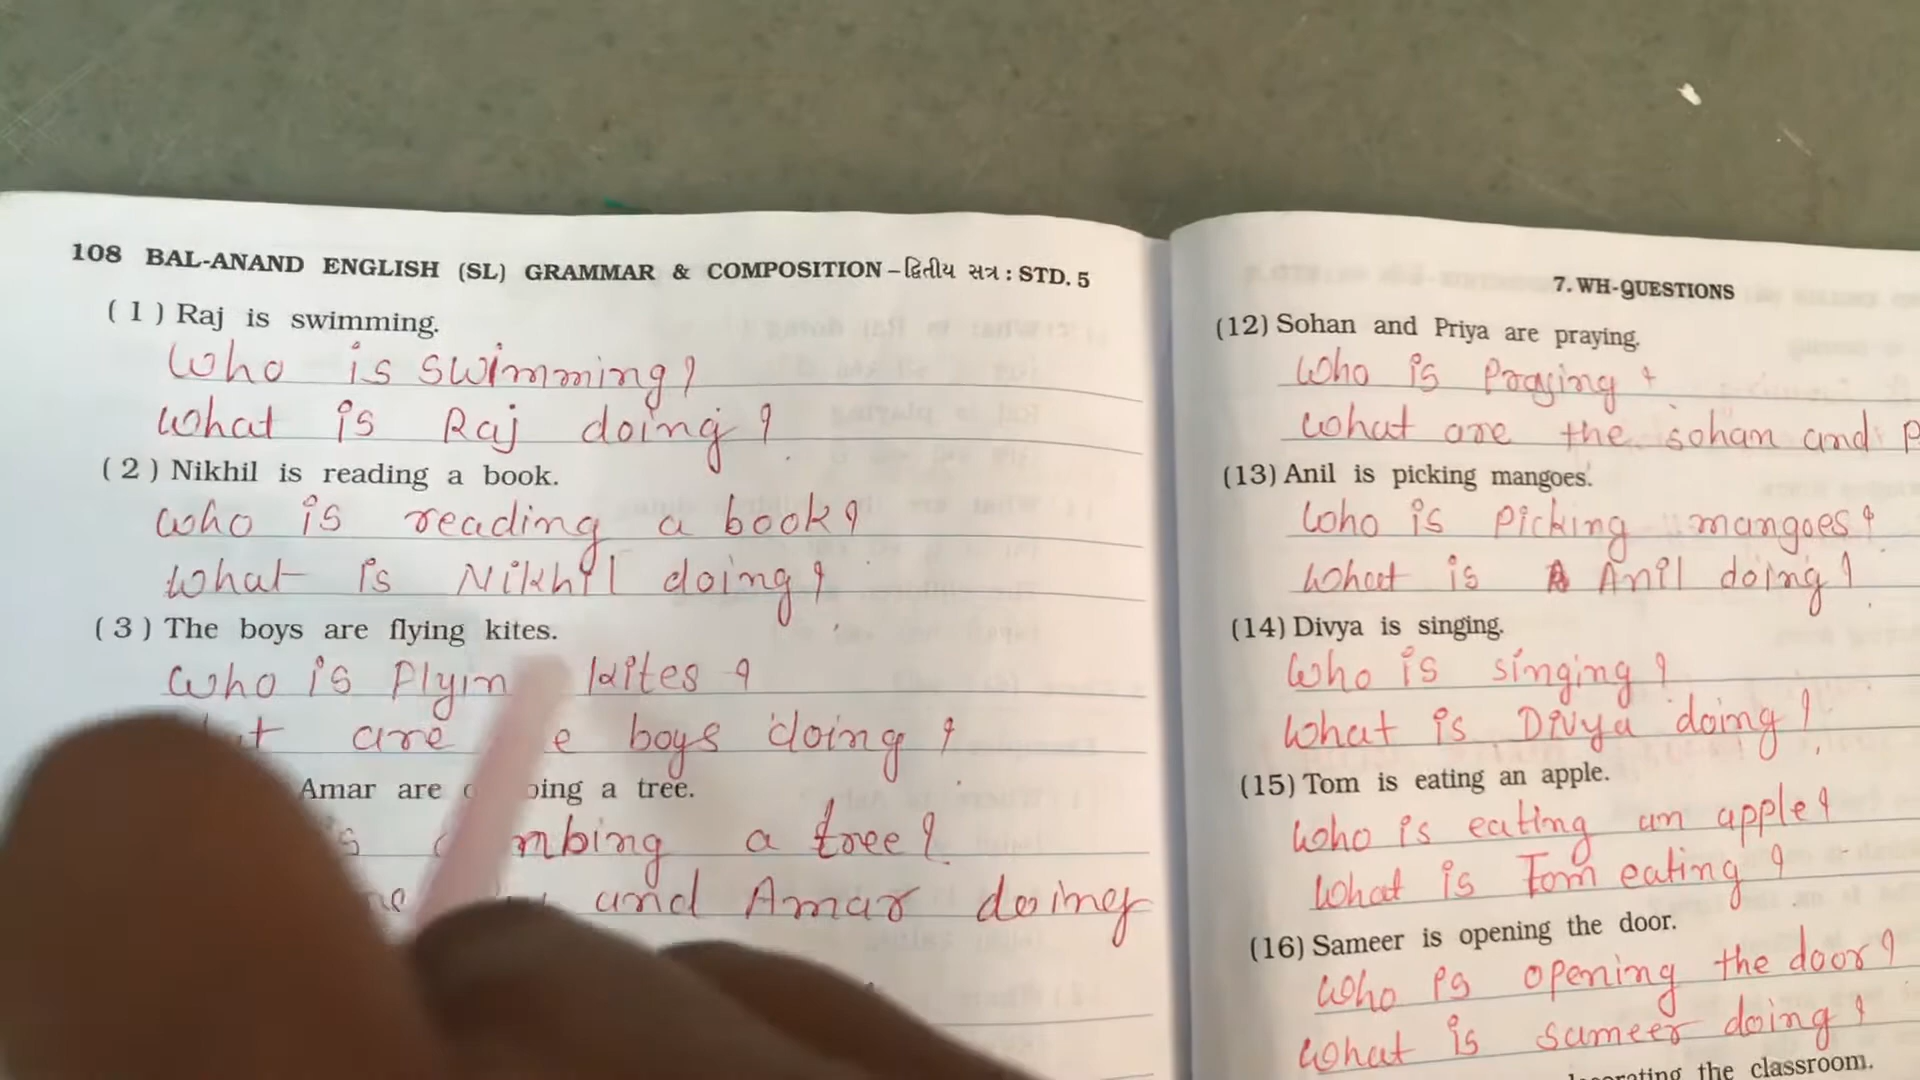 108 BAL-ANAND ENGLISH (SL) GRAMMAR & COMPOSITION – દ્વિતીય સત્ર : STD. 5
( 1 ) Raj is swimming.
Who is swimming?
What is Raj doing?
( 2 ) Nikhil is reading a book.
Who is reading a book?
What is Nikhil doing?
( 3 ) The boys are flying kites.
Who is Flying kites?
are boys doing?
Amar are a tree.
a tree?
and Amar doing
7. WH-QUESTIONS
(12) Sohan and Priya are praying.
Who is Praying
What are the sohan and
(13) Anil is picking mangoes.
Who is Picking mangoes?
What is Anil doing?
(14) Divya is singing.
Who is singing?
What is Divya doing?
(15) Tom is eating an apple.
Who is eating an apple?
What is Tom eating?
(16) Sameer is opening the door.
Who is opening the door?
What is sameer doing?
the classroom.